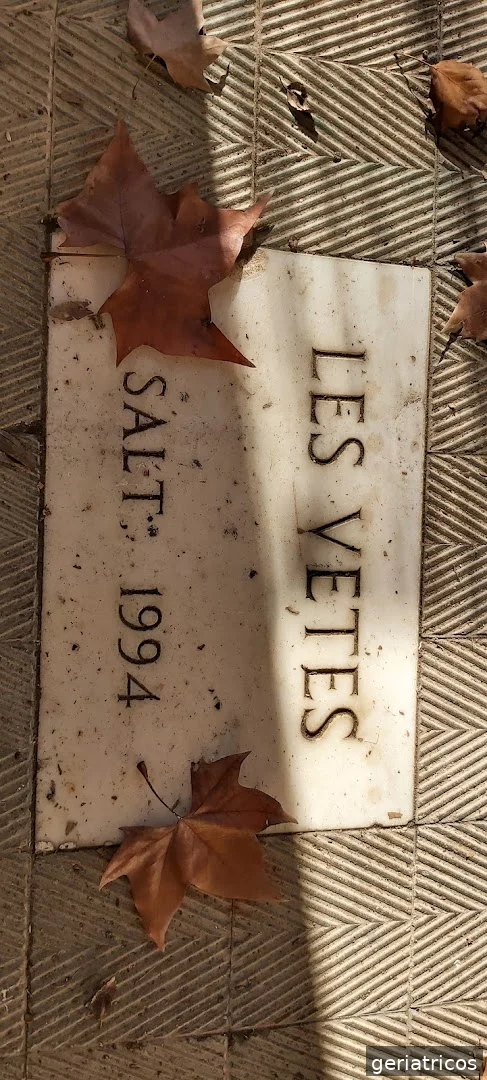 LES VETES
SALT. 1994
geriatricos